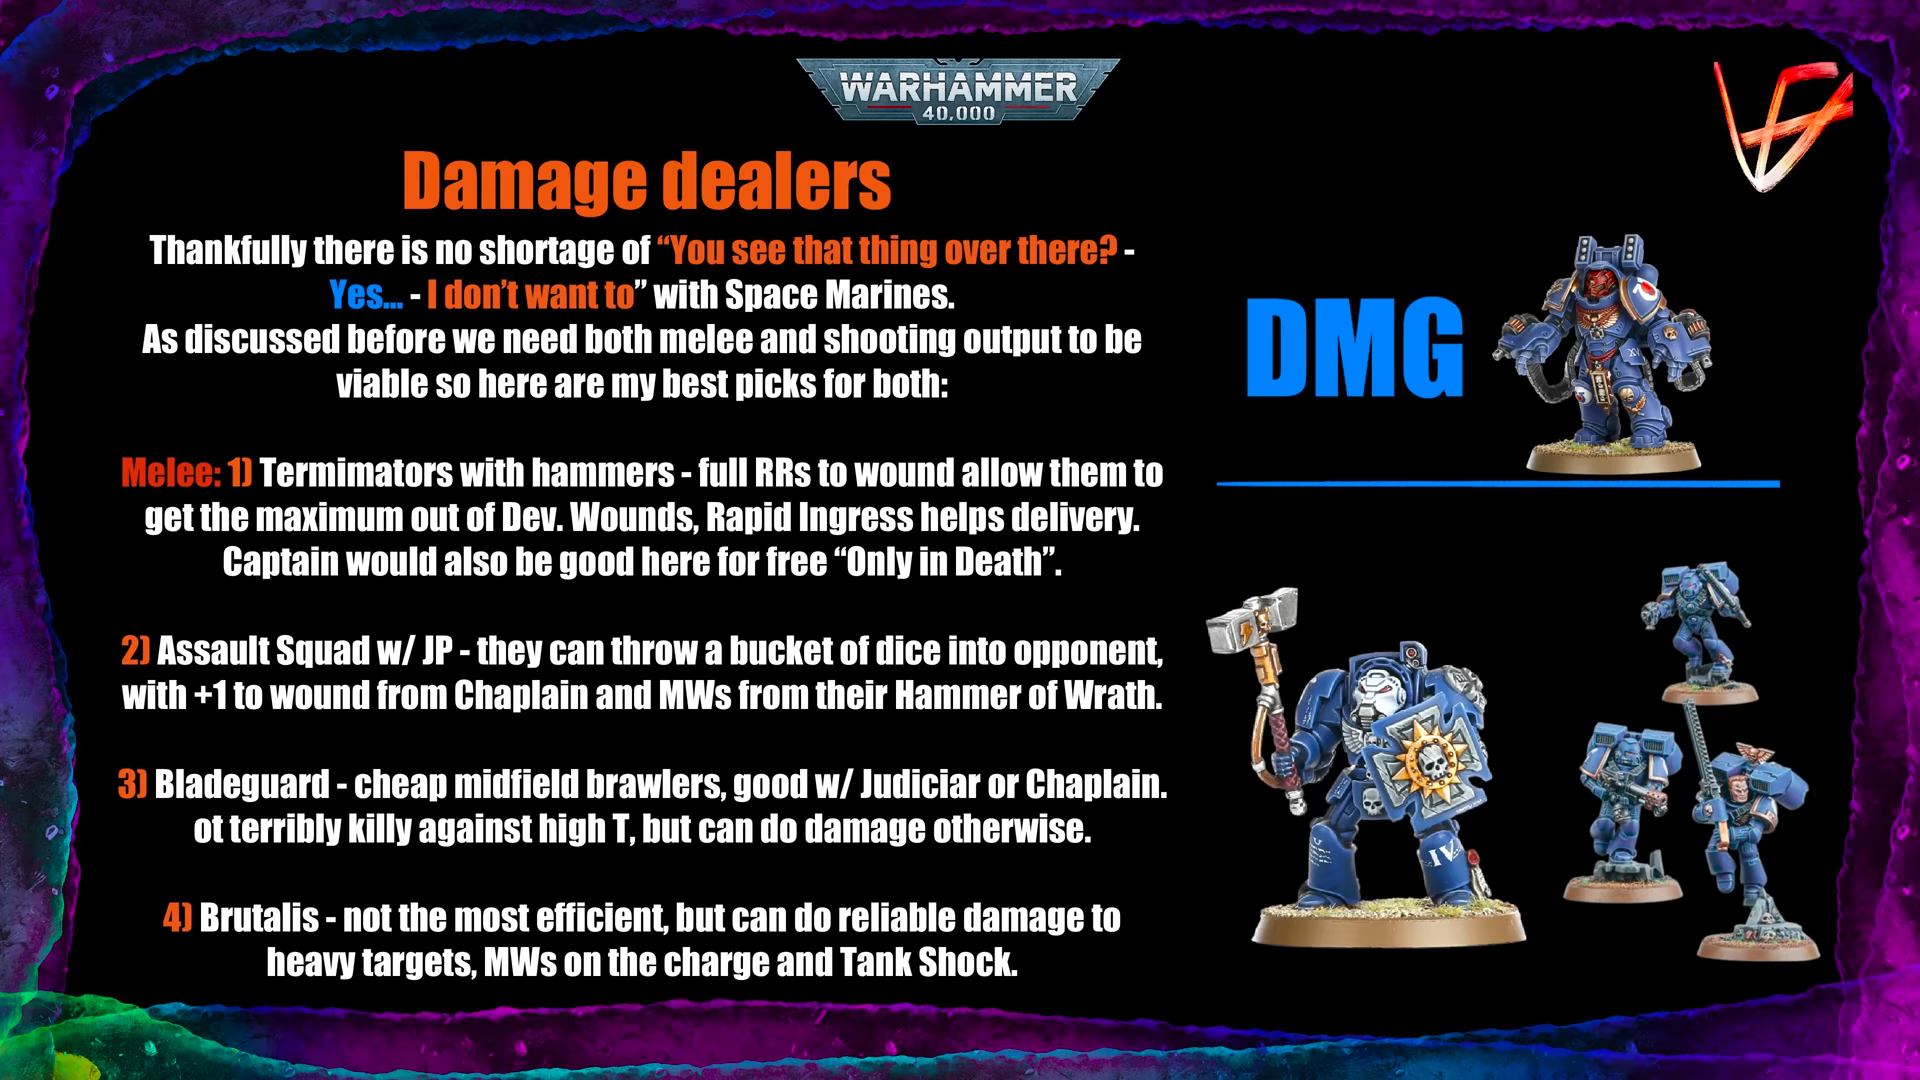 WARHAMMER
40,000
Damage dealers
Thankfully there is no shortage of “You see that thing over there? -
Yes... - I don’t want to” with Space Marines.
As discussed before we need both melee and shooting output to be
viable so here are my best picks for both:
Melee: 1) Termimators with hammers - full RRs to wound allow them to
get the maximum out of Dev. Wounds, Rapid Ingress helps delivery.
Captain would also be good here for free “Only in Death”.
2) Assault Squad w/ JP - they can throw a bucket of dice into opponent,
with +1 to wound from Chaplain and MWs from their Hammer of Wrath.
3) Bladeguard - cheap midfield brawlers, good w/ Judiciar or Chaplain.
ot terribly killy against high T, but can do damage otherwise.
4) Brutalis - not the most efficient, but can do reliable damage to
heavy targets, MWs on the charge and Tank Shock.
DMG
IV